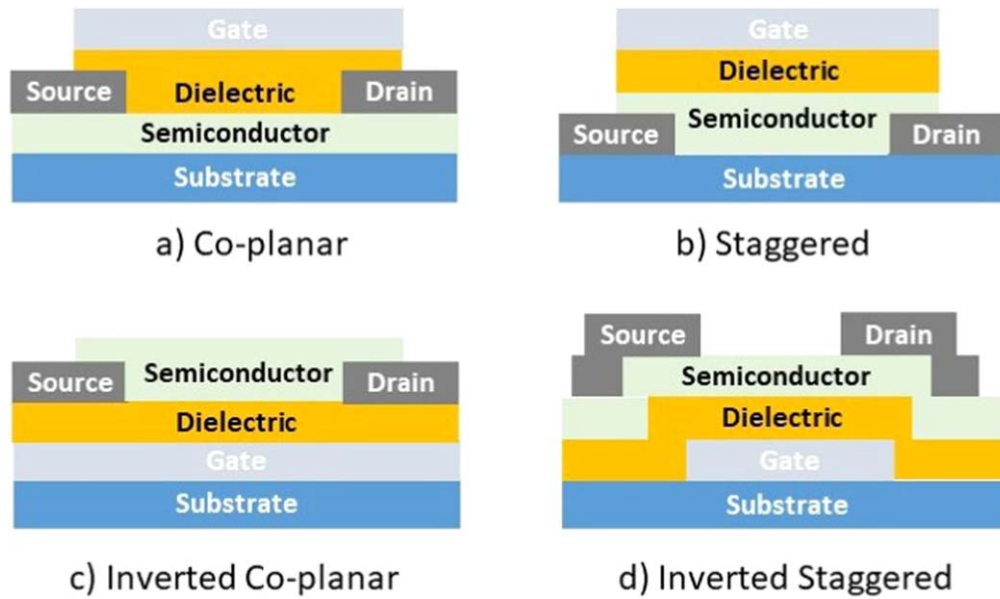 Gate
Dielectric
Source
Drain
Semiconductor
Substrate
a) Co-planar
Gate
Dielectric
Semiconductor
Source
Drain
Substrate
b) Staggered
Semiconductor
Source
Drain
Dielectric
Gate
Substrate
c) Inverted Co-planar
Source
Drain
Semiconductor
Dielectric
Gate
Substrate
d) Inverted Staggered